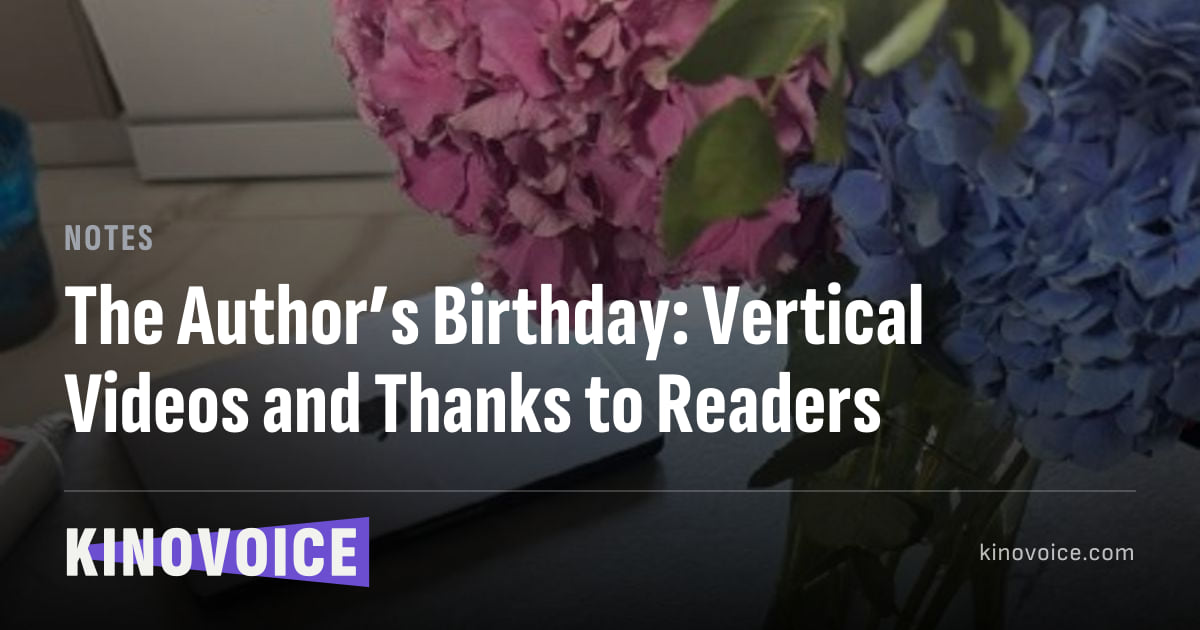 NOTES
The Author’s Birthday: Vertical
Videos and Thanks to Readers
KINOVOICE
kinovoice.com